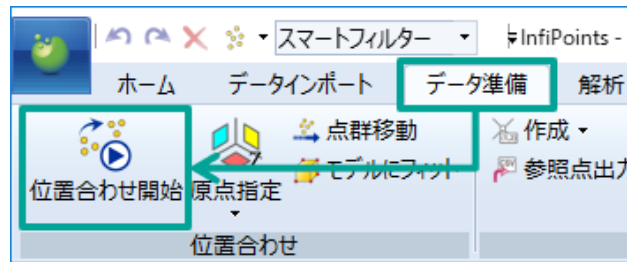 スマートフィルター InfiPoints -
ホーム データインポート データ準備 解析
位置合わせ開始 原点指定 点群移動 作成
モデルにフィット 参照点出力
位置合わせ